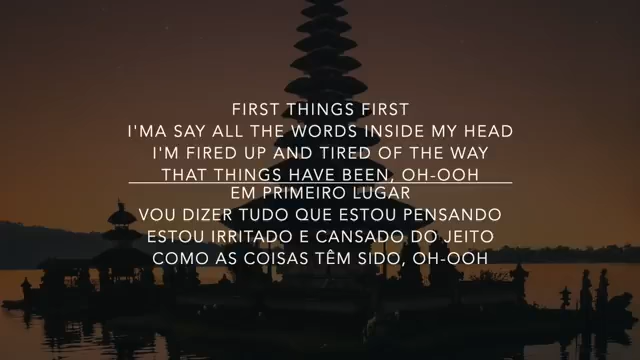 FIRST THINGS FIRST
I'MA SAY ALL THE WORDS INSIDE MY HEAD
I'M FIRED UP AND TIRED OF THE WAY
THAT THINGS HAVE BEEN, OH-OOH
EM PRIMEIRO LUGAR
VOU DIZER TUDO QUE ESTOU PENSANDO
ESTOU IRRITADO E CANSADO DO JEITO
COMO AS COISAS TÊM SIDO, OH-OOH